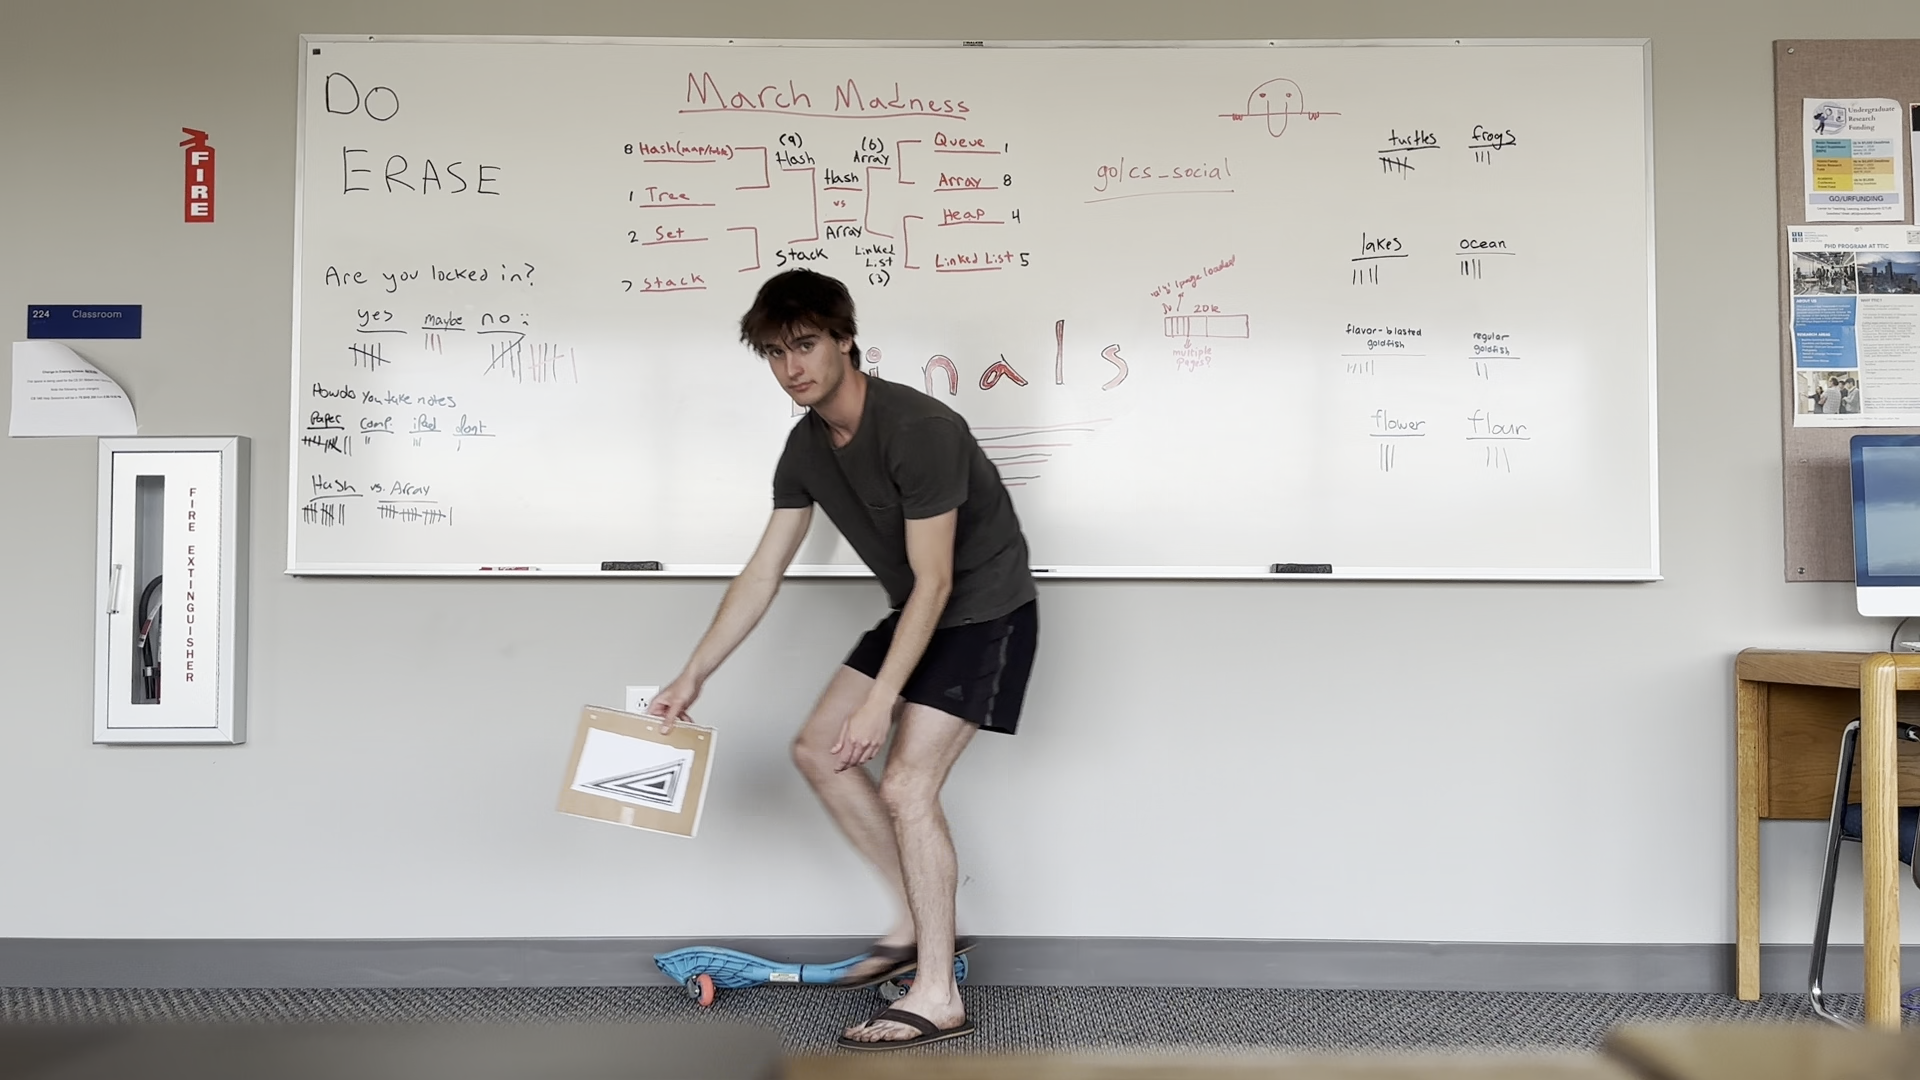 Do
ERASE
Are you locked in?
yes
maybe
no :
How do you take notes
Paper
comp.
iPad
dont
Hash vs. Array
March Madness
8 Hash(map/table)
1 Tree
2 Set
7 Stack
(9)
Hash
Stack
Hash
vs
Array
(6)
Array
Linked
List
(3)
Queue 1
Array 8
Heap 4
Linked List 5
inals
go/cs_social
20k
multiple
pages?
turtles
frogs
lakes
ocean
flavor-blasted
goldfish
regular
goldfish
flower
flour
FIRE
224 Classroom
FIRE EXTINGUISHER
Undergraduate
Research
Funding
GO/URFUNDING
PHD PROGRAM AT TTIC